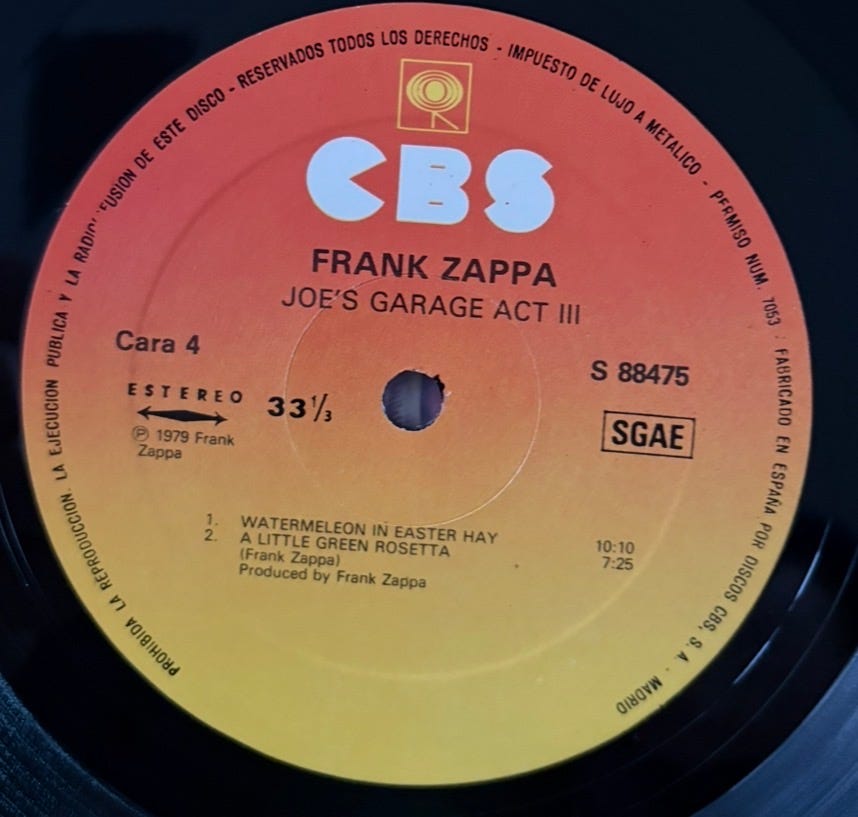 PROHIBIDA LA REPRODUCCION. LA EJECUCION PUBLICA Y LA RADIODIFUSION DE ESTE DISCO - RESERVADOS TODOS LOS DERECHOS - IMPUESTO DE LUJO A METALICO - PERMISO NUM. 7053 : FABRICADO EN ESPAÑA POR DISCOS CBS, S. A. - MADRID
CBS
FRANK ZAPPA
JOE'S GARAGE ACT III
Cara 4
S 88475
ESTEREO
33 1/3
SGAE
℗ 1979 Frank
Zappa
1. WATERMELEON IN EASTER HAY 10:10
2. A LITTLE GREEN ROSETTA 7:25
(Frank Zappa)
Produced by Frank Zappa